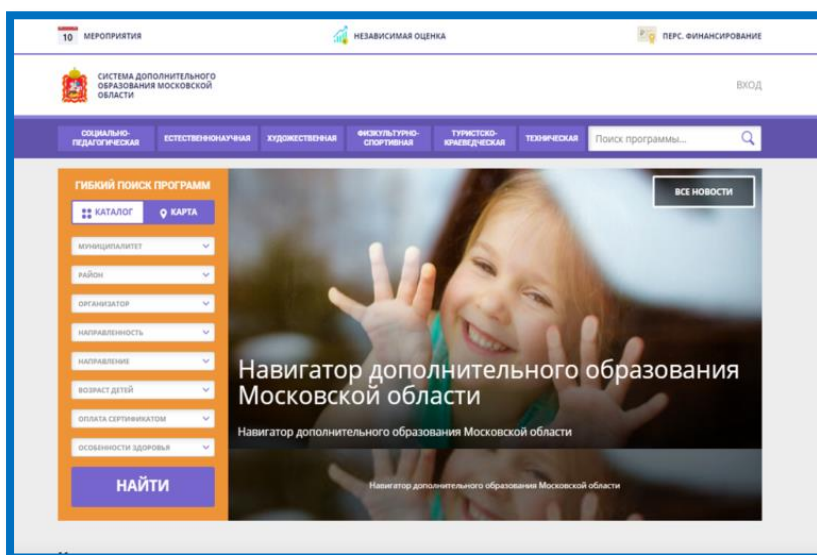 10 МЕРОПРИЯТИЯ
НЕЗАВИСИМАЯ ОЦЕНКА
ПЕРС. ФИНАНСИРОВАНИЕ
СИСТЕМА ДОПОЛНИТЕЛЬНОГО
ОБРАЗОВАНИЯ МОСКОВСКОЙ
ОБЛАСТИ
ВХОД
СОЦИАЛЬНО-
ПЕДАГОГИЧЕСКАЯ
ЕСТЕСТВЕННОНАУЧНАЯ
ХУДОЖЕСТВЕННАЯ
ФИЗКУЛЬТУРНО-
СПОРТИВНАЯ
ТУРИСТСКО-
КРАЕВЕДЧЕСКАЯ
ТЕХНИЧЕСКАЯ
Поиск программы...
ГИБКИЙ ПОИСК ПРОГРАММ
КАТАЛОГ
КАРТА
МУНИЦИПАЛИТЕТ
РАЙОН
ОРГАНИЗАТОР
НАПРАВЛЕННОСТЬ
НАПРАВЛЕНИЕ
ВОЗРАСТ ДЕТЕЙ
ОПЛАТА СЕРТИФИКАТОМ
ОСОБЕННОСТИ ЗДОРОВЬЯ
НАЙТИ
ВСЕ НОВОСТИ
Навигатор дополнительного образования
Московской области
Навигатор дополнительного образования Московской области
Навигатор дополнительного образования Московской области